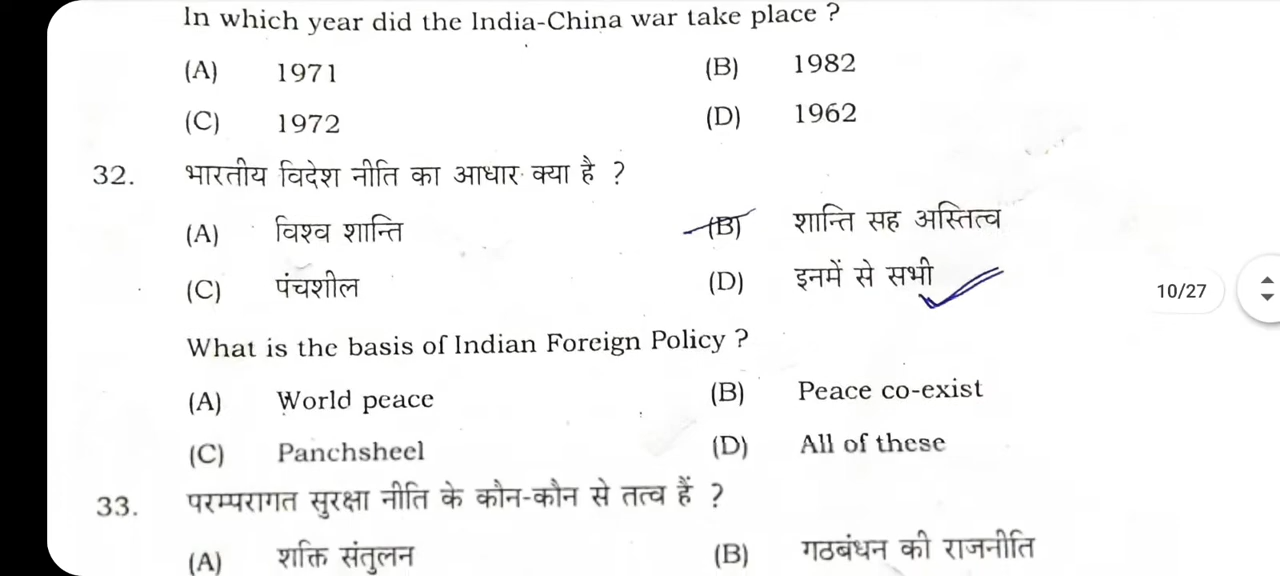 In which year did the India-China war take place ?
(A) 1971 (B) 1982
(C) 1972 (D) 1962
32. भारतीय विदेश नीति का आधार क्या है ?
(A) विश्व शान्ति (B) शान्ति सह अस्तित्व
(C) पंचशील (D) इनमें से सभी
10/27
What is the basis of Indian Foreign Policy ?
(A) World peace (B) Peace co-exist
(C) Panchsheel (D) All of these
33. परम्परागत सुरक्षा नीति के कौन-कौन से तत्व हैं ?
(A) शक्ति संतुलन (B) गठबंधन की राजनीति